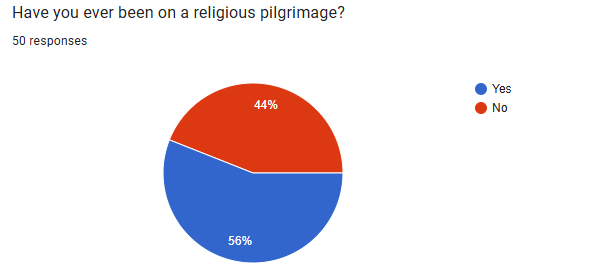 Have you ever been on a religious pilgrimage?
50 responses
44%
56%
Yes
No